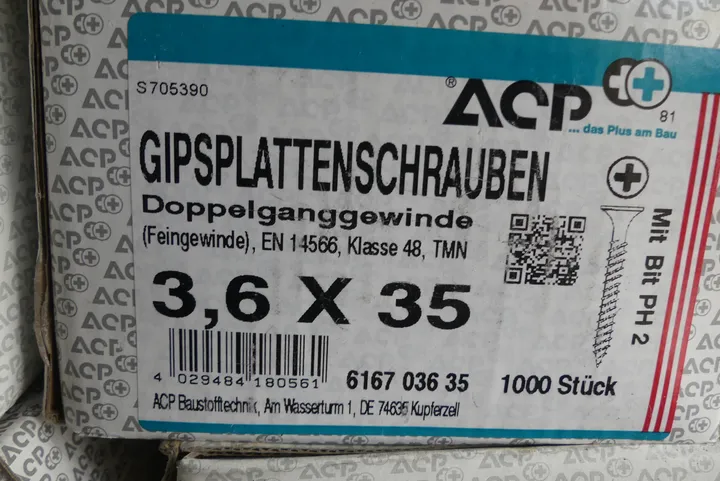 S705390
® ACP
81
... das Plus am Bau
GIPSPLATTENSCHRAUBEN
Doppelganggewinde
(Feingewinde), EN 14566, Klasse 48, TMN
3,6 X 35
Mit Bit PH 2
4 029484 180561
6167 036 35
1000 Stück
ACP Baustofftechnik, Am Wasserturm 1, DE 74635 Kupferzell